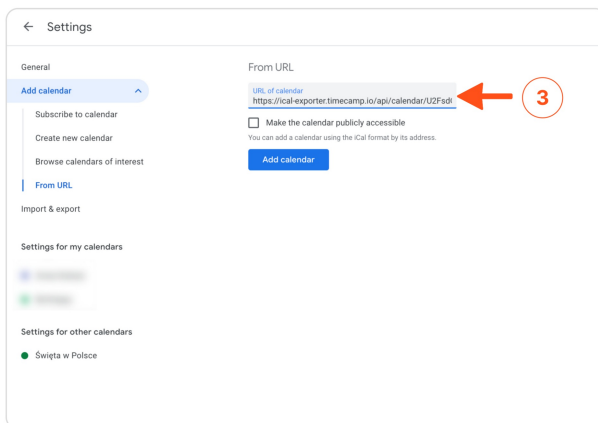 Settings
General
Add calendar
Subscribe to calendar
Create new calendar
Browse calendars of interest
From URL
Import & export
Settings for my calendars
Settings for other calendars
Święta w Polsce
From URL
URL of calendar
https://ical-exporter.timecamp.io/api/calendar/U2Fsd
Make the calendar publicly accessible
You can add a calendar using the iCal format by its address.
Add calendar
3